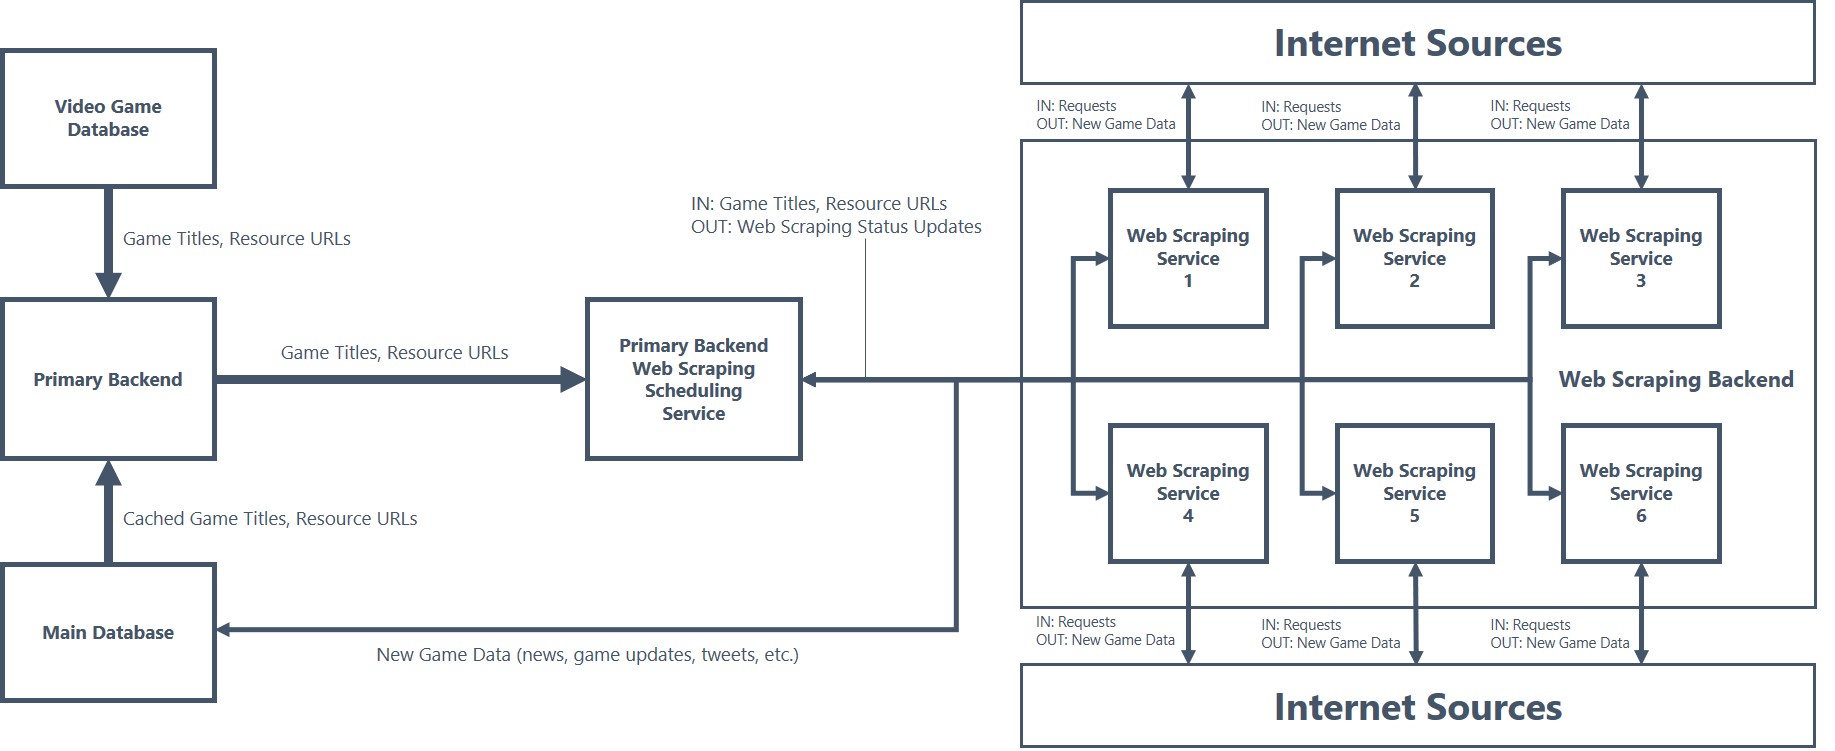 Internet Sources
Video Game
Database
IN: Requests
OUT: New Game Data
IN: Requests
OUT: New Game Data
IN: Requests
OUT: New Game Data
Game Titles, Resource URLs
IN: Game Titles, Resource URLs
OUT: Web Scraping Status Updates
Web Scraping
Service
1
Web Scraping
Service
2
Web Scraping
Service
3
Primary Backend
Game Titles, Resource URLs
Primary Backend
Web Scraping
Scheduling
Service
Web Scraping Backend
Web Scraping
Service
4
Web Scraping
Service
5
Web Scraping
Service
6
Cached Game Titles, Resource URLs
Main Database
New Game Data (news, game updates, tweets, etc.)
IN: Requests
OUT: New Game Data
IN: Requests
OUT: New Game Data
IN: Requests
OUT: New Game Data
Internet Sources